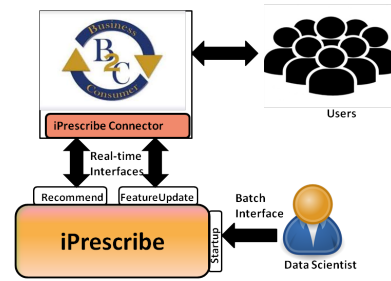 Business
B2C
Consumer
iPrescribe Connector
Users
Real-time
Interfaces
Recommend
FeatureUpdate
Batch
Interface
iPrescribe
Startup
Data Scientist